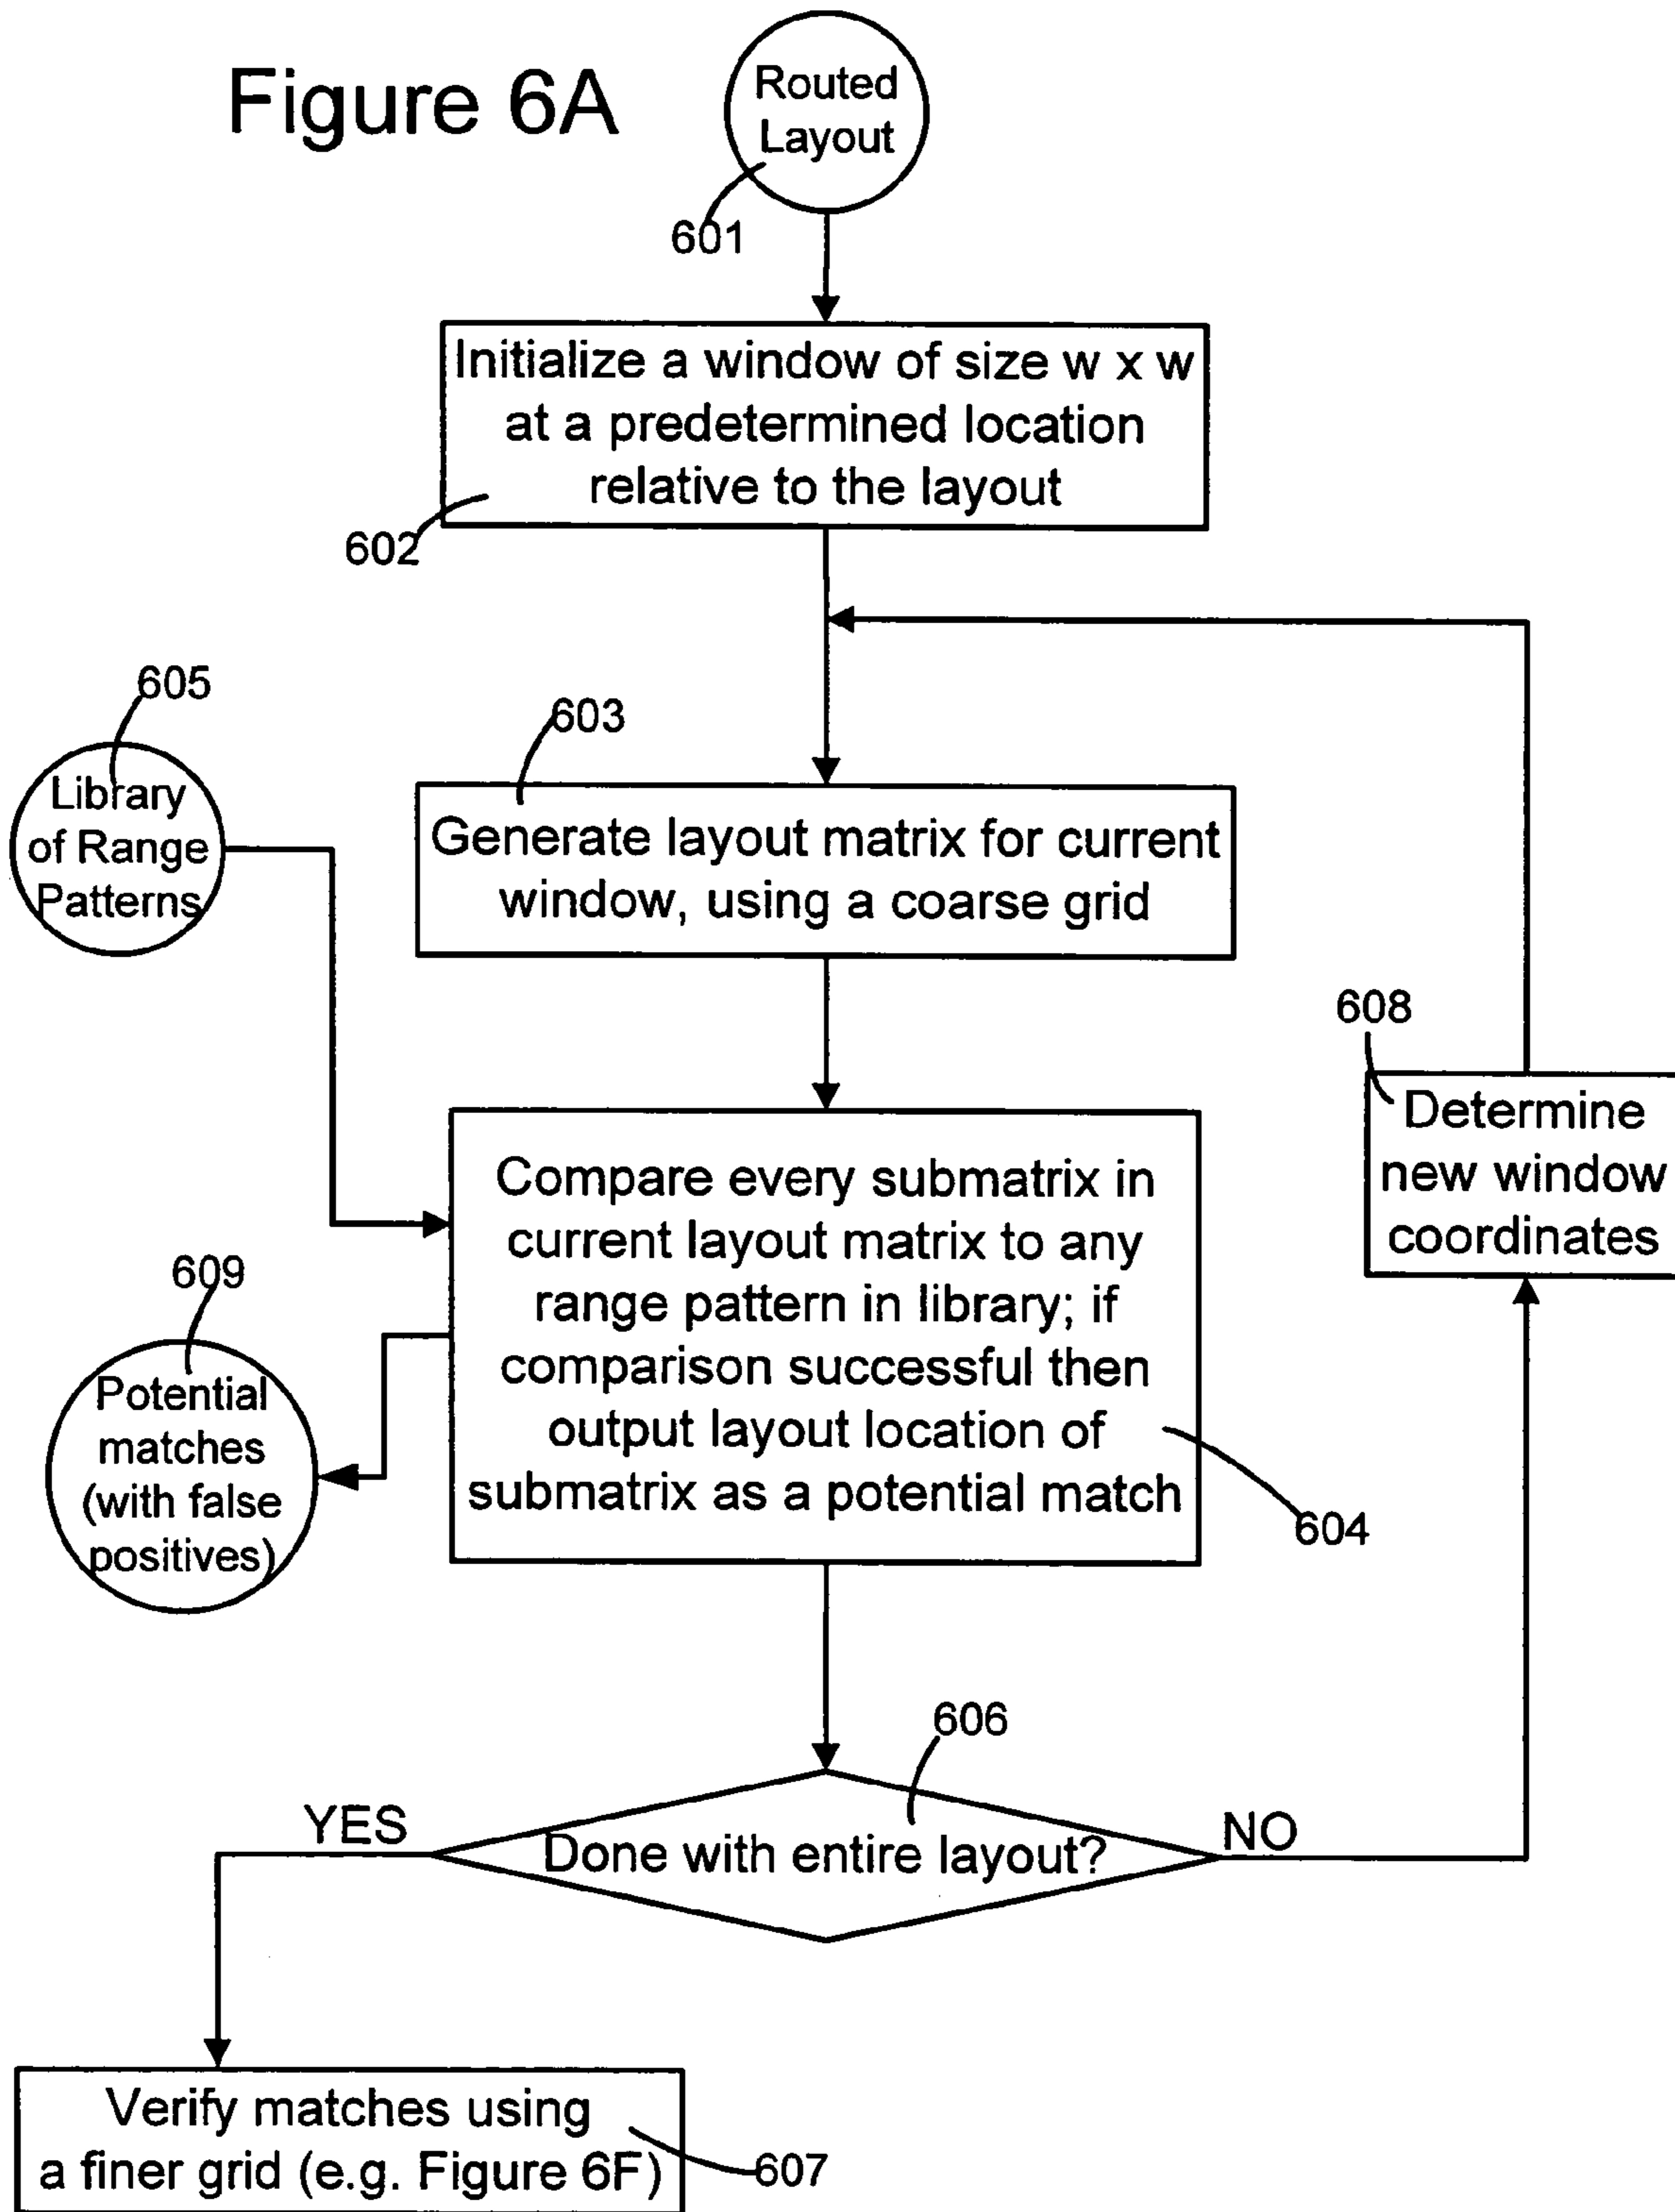 Figure 6A
Routed
Layout
601
Initialize a window of size w x w
at a predetermined location
relative to the layout
602
605
Library
of Range
Patterns
603
Generate layout matrix for current
window, using a coarse grid
608
Determine
new window
coordinates
Compare every submatrix in
current layout matrix to any
range pattern in library; if
comparison successful then
output layout location of
submatrix as a potential match
604
609
Potential
matches
(with false
positives)
606
YES
Done with entire layout?
NO
Verify matches using
a finer grid (e.g. Figure 6F)
607